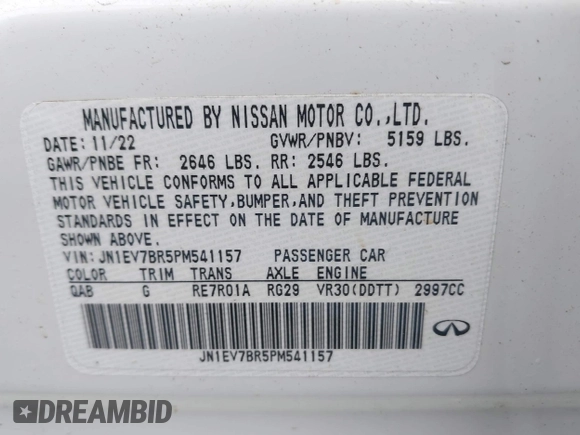 MANUFACTURED BY NISSAN MOTOR CO.,LTD.
DATE: 11/22 GVWR/PNBV: 5159 LBS.
GAWR/PNBE FR: 2646 LBS. RR: 2546 LBS.
THIS VEHICLE CONFORMS TO ALL APPLICABLE FEDERAL
MOTOR VEHICLE SAFETY,BUMPER,AND THEFT PREVENTION
STANDARDS IN EFFECT ON THE DATE OF MANUFACTURE
SHOWN ABOVE.
VIN: JN1EV7BR5PM541157 PASSENGER CAR
COLOR TRIM TRANS AXLE ENGINE
QAB G RE7R01A RG29 VR30(DDTT) 2997CC
JN1EV7BR5PM541157
DREAMBID